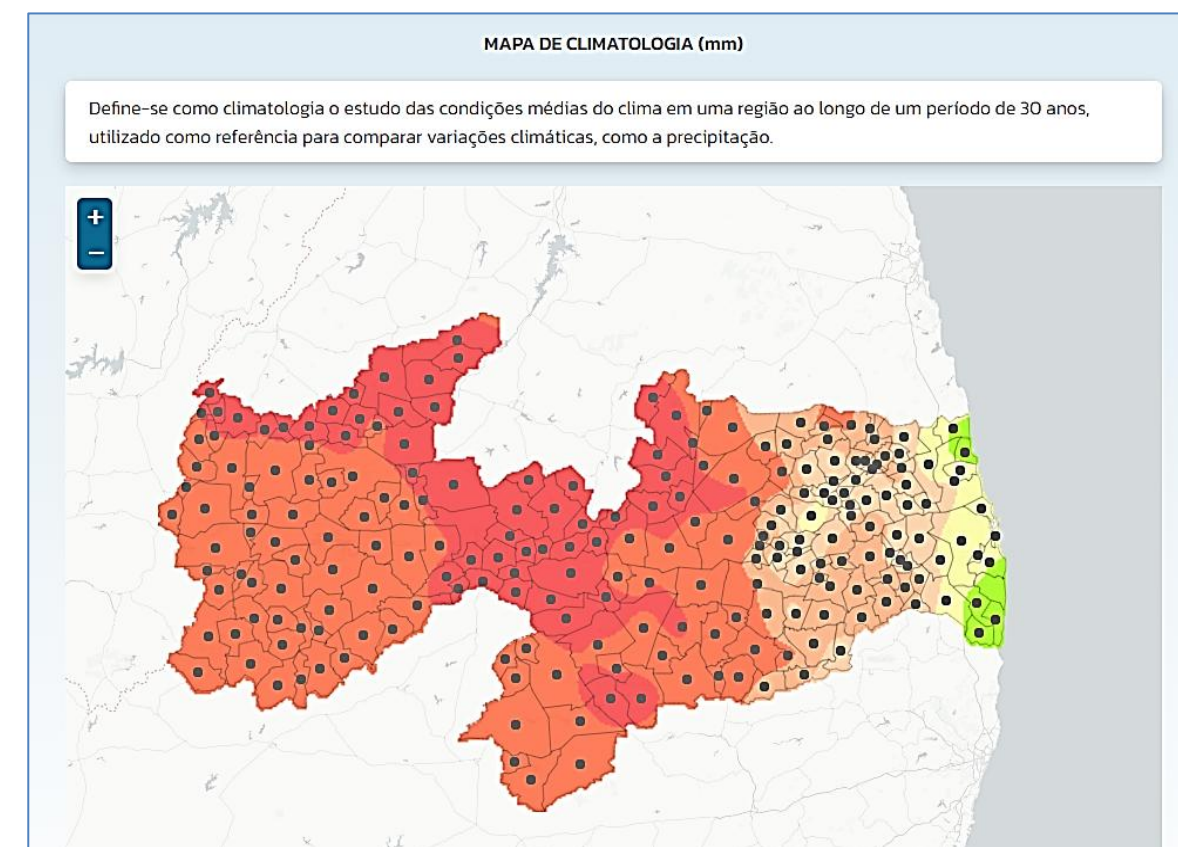 MAPA DE CLIMATOLOGIA (mm)
Define-se como climatologia o estudo das condições médias do clima em uma região ao longo de um período de 30 anos,
utilizado como referência para comparar variações climáticas, como a precipitação.
+
−